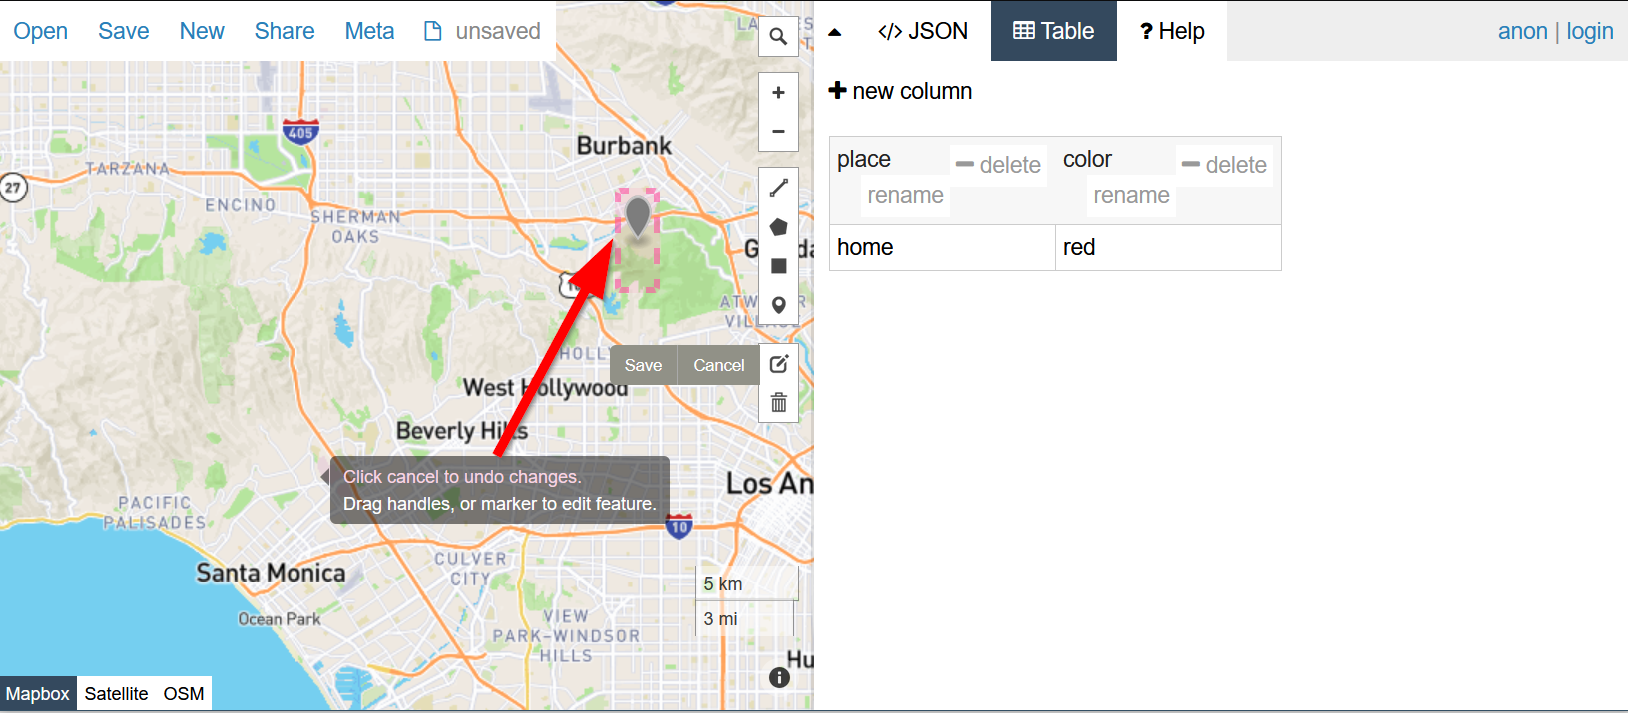 Open Save New Share Meta unsaved
</> JSON Table ? Help
anon | login
new column
place delete color delete
rename rename
home red
405
Burbank
TARZANA
27
ENCINO
SHERMAN
OAKS
HOLLY
Save Cancel
West Hollywood
Beverly Hills
Click cancel to undo changes.
Drag handles, or marker to edit feature.
Los An
PACIFIC
PALISADES
10
CULVER
CITY
Santa Monica
5 km
Ocean Park
3 mi
VIEW
PARK-WINDSOR
HILLS
Hu
Mapbox Satellite OSM